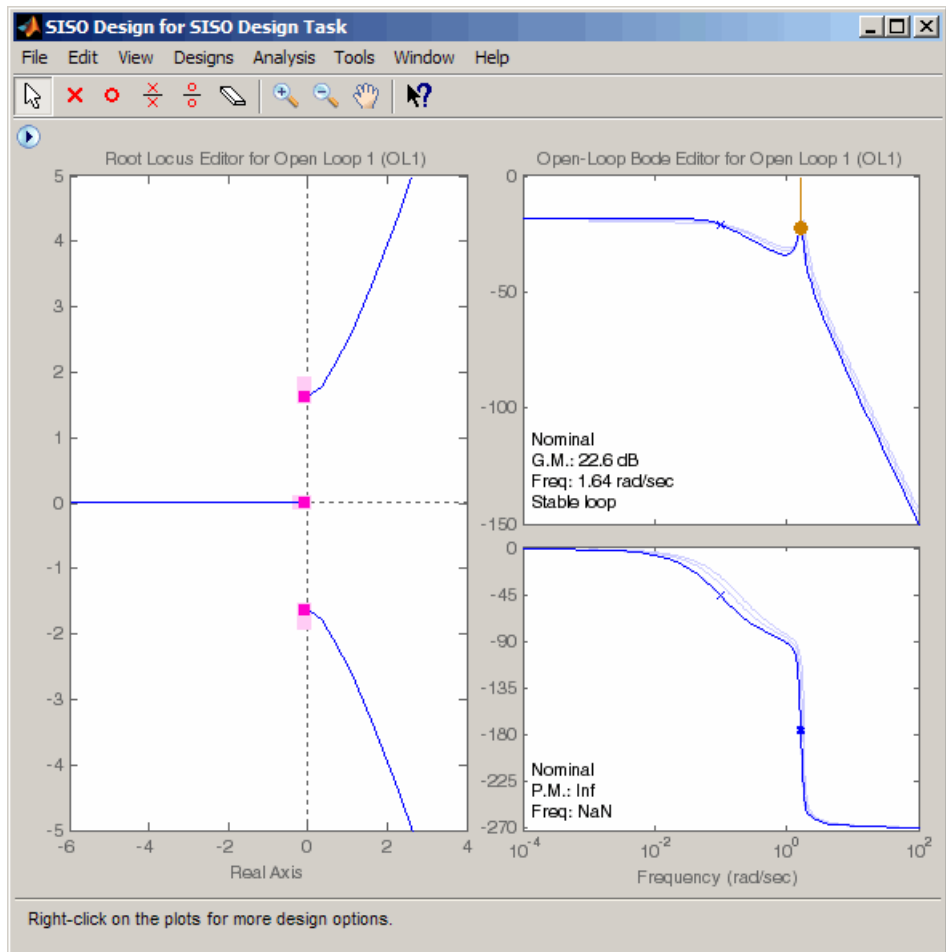 SISO Design for SISO Design Task
File Edit View Designs Analysis Tools Window Help
Root Locus Editor for Open Loop 1 (OL1)
5
4
3
2
1
0
-1
-2
-3
-4
-5
-6 -4 -2 0 2 4
Real Axis
Open-Loop Bode Editor for Open Loop 1 (OL1)
0
-50
-100
-150
Nominal
G.M.: 22.6 dB
Freq: 1.64 rad/sec
Stable loop
0
-45
-90
-135
-180
-225
-270
Nominal
P.M.: Inf
Freq: NaN
10^-4 10^-2 10^0 10^2
Frequency (rad/sec)
Right-click on the plots for more design options.